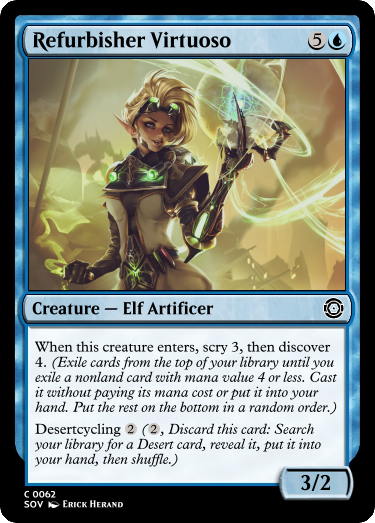 Refurbisher Virtuoso 5
Creature — Elf Artificer
When this creature enters, scry 3, then discover
4. (Exile cards from the top of your library until you
exile a nonland card with mana value 4 or less. Cast
it without paying its mana cost or put it into your
hand. Put the rest on the bottom in a random order.)
Desertcycling 2 (2, Discard this card: Search
your library for a Desert card, reveal it, put it into
your hand, then shuffle.)
3/2
C 0062
SOV Erick Herand